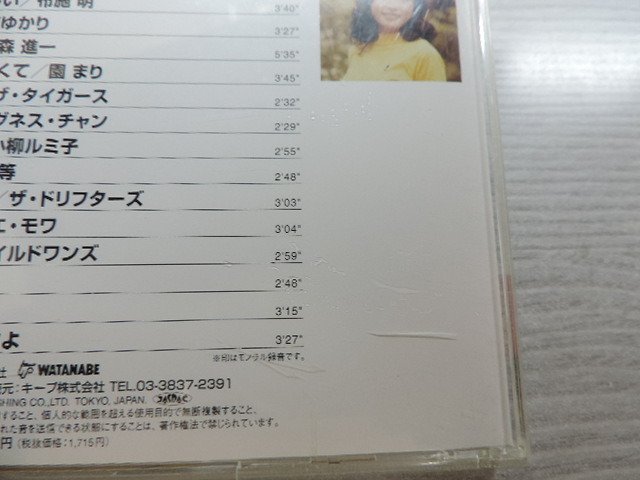 い／布施 明 3'40"
ゆかり 3'27"
森 進一 5'35"
くて／園 まり 3'45"
ザ・タイガース 2'32"
グネス・チャン 2'29"
小柳ルミ子 2'55"
等 2'48"
／ザ・ドリフターズ 3'03"
エ・モワ 3'04"
イルドワンズ 2'59"
2'48"
3'15"
よ 3'27"
※印はモノラル録音です。
社 WATANABE
元：キープ株式会社 TEL.03-3837-2391
SHING CO.,LTD. TOKYO, JAPAN. JASRAC
すること、個人的な範囲を超える使用目的で無断複製すること、
れた音を送信できる状態にすることは、著作権法で禁じられています。
円（税抜価格：1,715円）